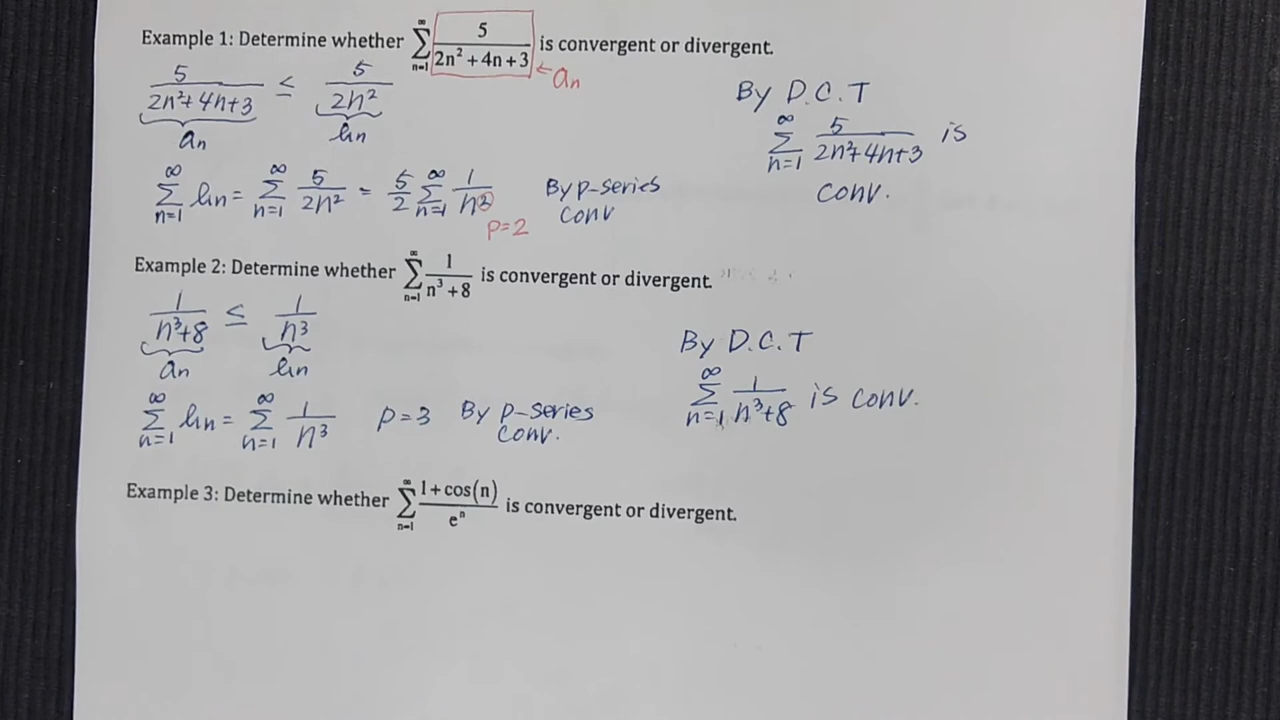 Example 1: Determine whether ∑_{n=1}^{∞} 5/(2n²+4n+3) is convergent or divergent.
← an
5/(2n²+4n+3) ≤ 5/(2n²)
an bn
∑_{n=1}^{∞} bn = ∑_{n=1}^{∞} 5/(2n²) = 5/2 ∑_{n=1}^{∞} 1/n² By p-series conv
p=2
By D.C.T
∑_{n=1}^{∞} 5/(2n²+4n+3) is
conv.
Example 2: Determine whether ∑_{n=1}^{∞} 1/(n³+8) is convergent or divergent.
1/(n³+8) ≤ 1/n³
an bn
∑_{n=1}^{∞} bn = ∑_{n=1}^{∞} 1/n³ p=3 By p-series conv.
By D.C.T
∑_{n=1}^{∞} 1/(n³+8) is conv.
Example 3: Determine whether ∑_{n=1}^{∞} (1+cos(n))/eⁿ is convergent or divergent.